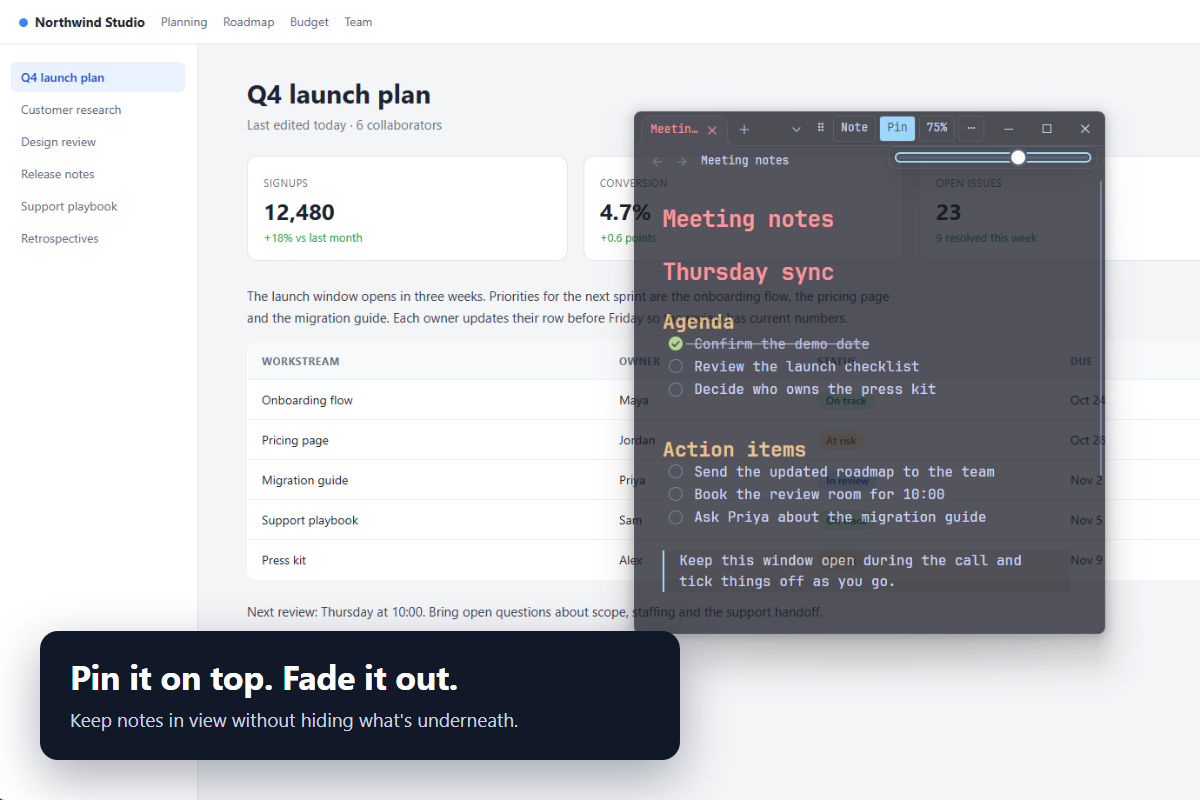 Northwind Studio Planning Roadmap Budget Team
Q4 launch plan
Customer research
Design review
Release notes
Support playbook
Retrospectives
Q4 launch plan
Last edited today · 6 collaborators
SIGNUPS
12,480
+18% vs last month
CONVERSION
4.7%
+0.6 points
OPEN ISSUES
23
9 resolved this week
The launch window opens in three weeks. Priorities for the next sprint are the onboarding flow, the pricing page
and the migration guide. Each owner updates their row before Friday so has current numbers.
WORKSTREAM OWNER STATUS DUE
Onboarding flow Maya On track Oct 24
Pricing page Jordan At risk Oct 28
Migration guide Priya In review Nov 2
Support playbook Sam Nov 5
Press kit Alex Nov 9
Next review: Thursday at 10:00. Bring open questions about scope, staffing and the support handoff.
Meetin… Note Pin 75%
Meeting notes
Meeting notes
Thursday sync
Agenda
Confirm the demo date
Review the launch checklist
Decide who owns the press kit
Action items
Send the updated roadmap to the team
Book the review room for 10:00
Ask Priya about the migration guide
Keep this window open during the call and
tick things off as you go.
Pin it on top. Fade it out.
Keep notes in view without hiding what's underneath.